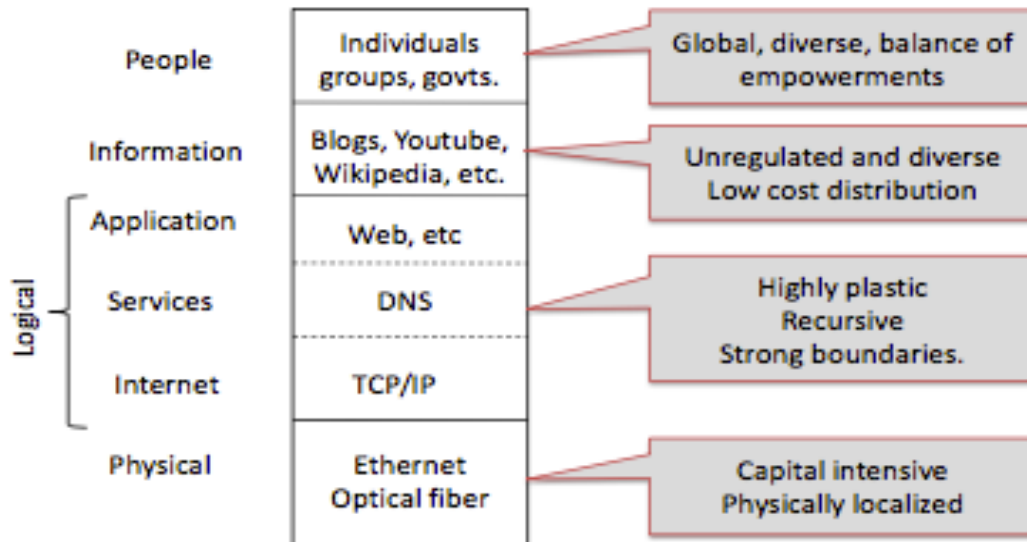 People
Individuals
groups, govts.
Global, diverse, balance of
empowerments
Information
Blogs, Youtube,
Wikipedia, etc.
Unregulated and diverse
Low cost distribution
Logical
Application
Web, etc
Services
DNS
Highly plastic
Recursive
Strong boundaries.
Internet
TCP/IP
Physical
Ethernet
Optical fiber
Capital intensive
Physically localized